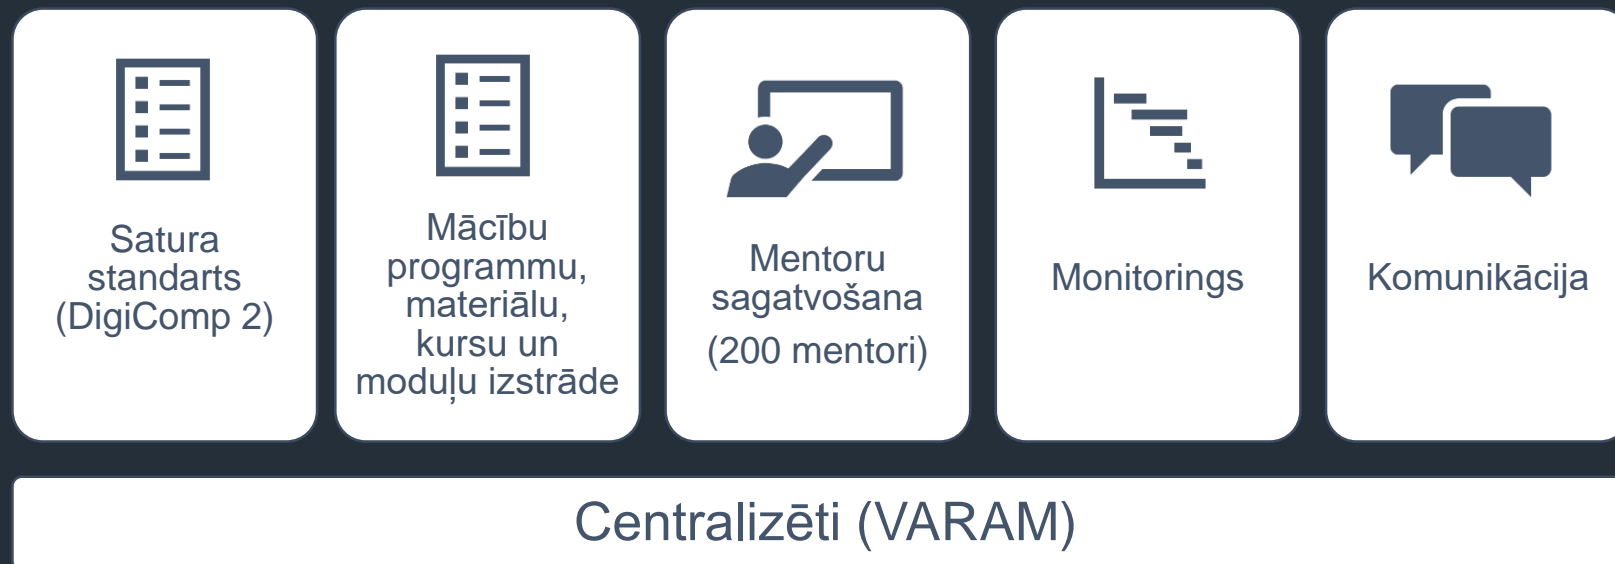 Satura
standarts
(DigiComp 2)
Mācību
programmu,
materiālu,
kursu un
moduļu izstrāde
Mentoru
sagatvošana
(200 mentori)
Monitorings
Komunikācija
Centralizēti (VARAM)